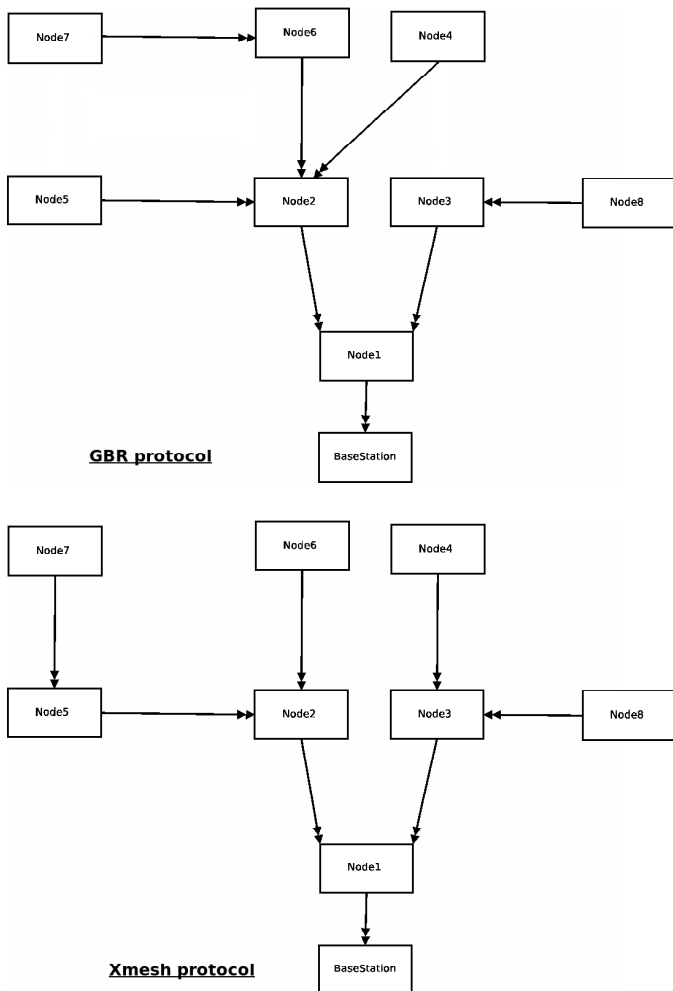 Node7
Node6
Node4
Node5
Node2
Node3
Node8
Node1
BaseStation
GBR protocol
Node7
Node6
Node4
Node5
Node2
Node3
Node8
Node1
BaseStation
Xmesh protocol